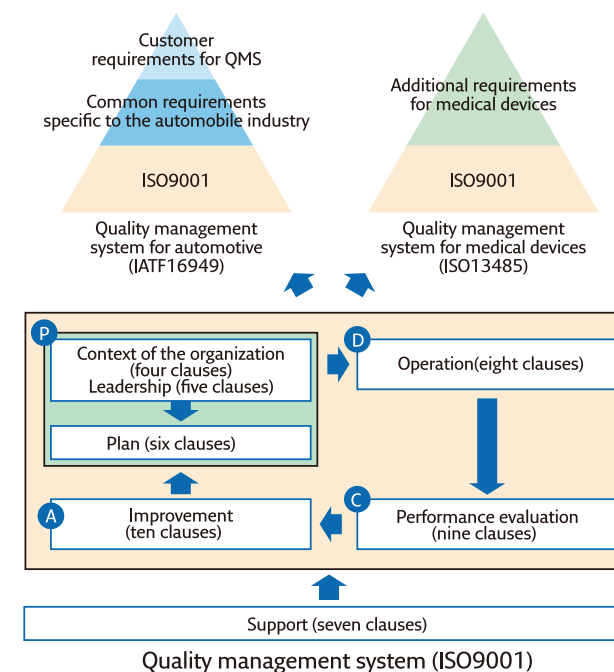 Customer
requirements for QMS
Common requirements
specific to the automobile industry
ISO9001
Quality management
system for automotive
(IATF16949)
Additional requirements
for medical devices
ISO9001
Quality management
system for medical devices
(ISO13485)
P
Context of the organization
(four clauses)
Leadership (five clauses)
Plan (six clauses)
D
Operation(eight clauses)
A
Improvement
(ten clauses)
C
Performance evaluation
(nine clauses)
Support (seven clauses)
Quality management system (ISO9001)